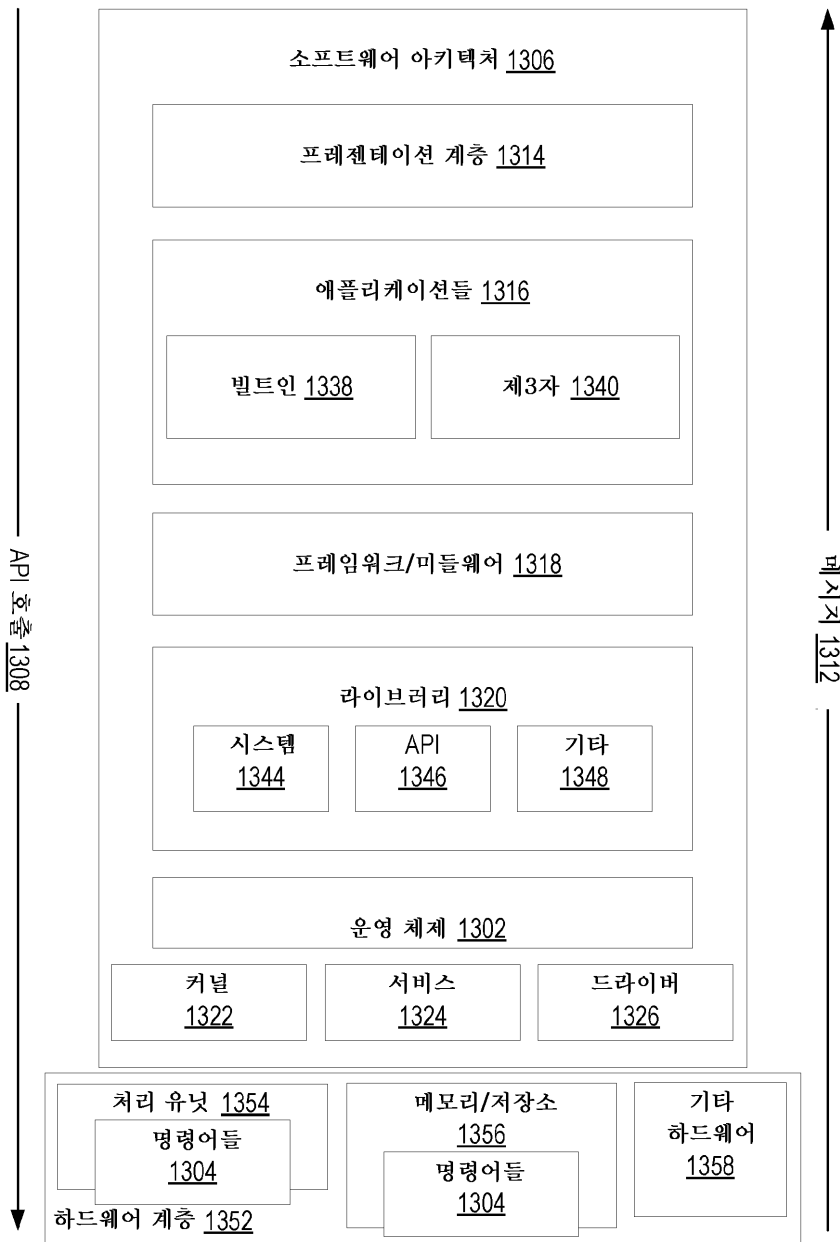 소프트웨어 아키텍처 1306
프레젠테이션 계층 1314
애플리케이션들 1316
빌트인 1338
제3자 1340
프레임워크/미들웨어 1318
라이브러리 1320
시스템
1344
API
1346
기타
1348
운영 체제 1302
커널
1322
서비스
1324
드라이버
1326
처리 유닛 1354
명령어들
1304
메모리/저장소
1356
명령어들
1304
기타
하드웨어
1358
하드웨어 계층 1352
API 호출 1308
메시지 1312